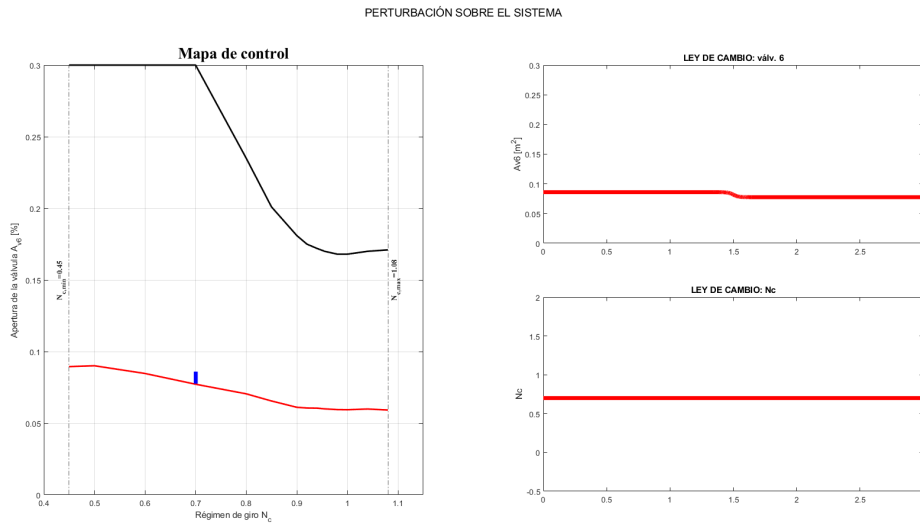 PERTURBACIÓN SOBRE EL SISTEMA
Mapa de control
Apertura de la válvula A_v6 [%]
0.3
0.25
0.2
0.15
0.1
0.05
0
N_c,min=0.45
N_c,max=1.08
0.4 0.5 0.6 0.7 0.8 0.9 1 1.1
Régimen de giro N_c
LEY DE CAMBIO: válv. 6
Av6 [m²]
0.3
0.25
0.2
0.15
0.1
0.05
0
0 0.5 1 1.5 2 2.5
LEY DE CAMBIO: Nc
Nc
2
1.5
1
0.5
0
-0.5
0 0.5 1 1.5 2 2.5